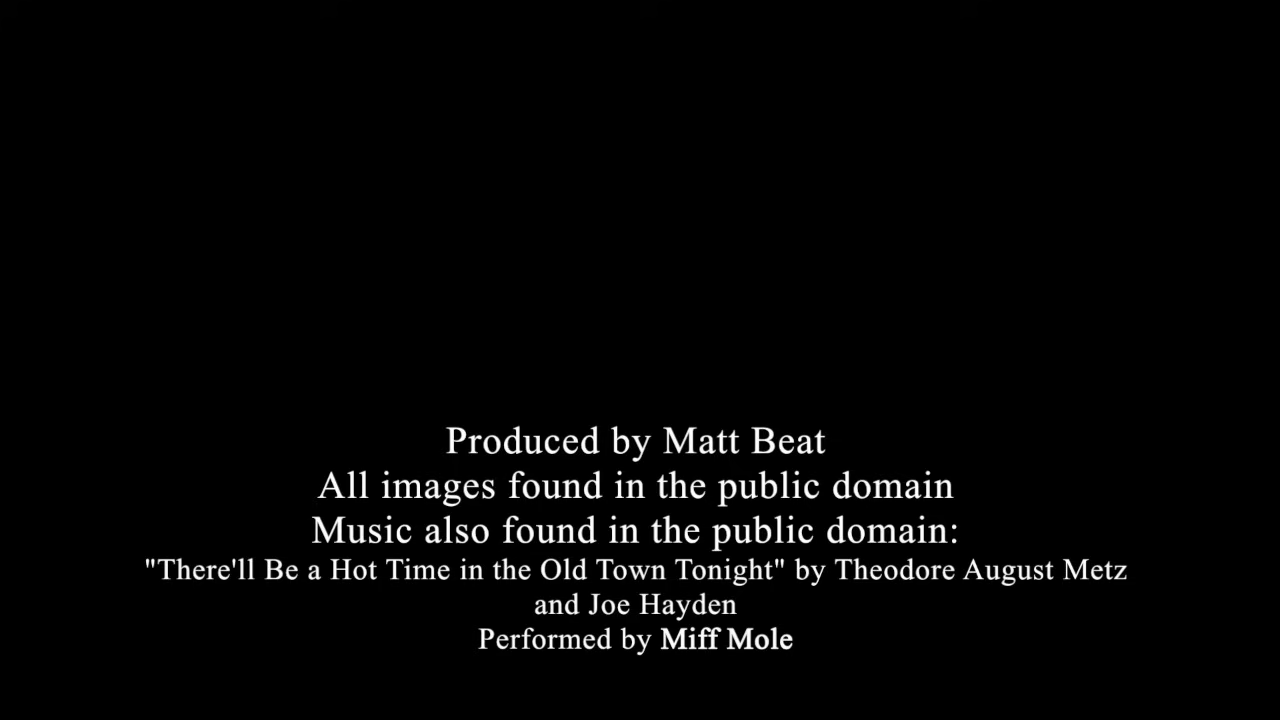 Produced by Matt Beat
All images found in the public domain
Music also found in the public domain:
"There'll Be a Hot Time in the Old Town Tonight" by Theodore August Metz
and Joe Hayden
Performed by Miff Mole